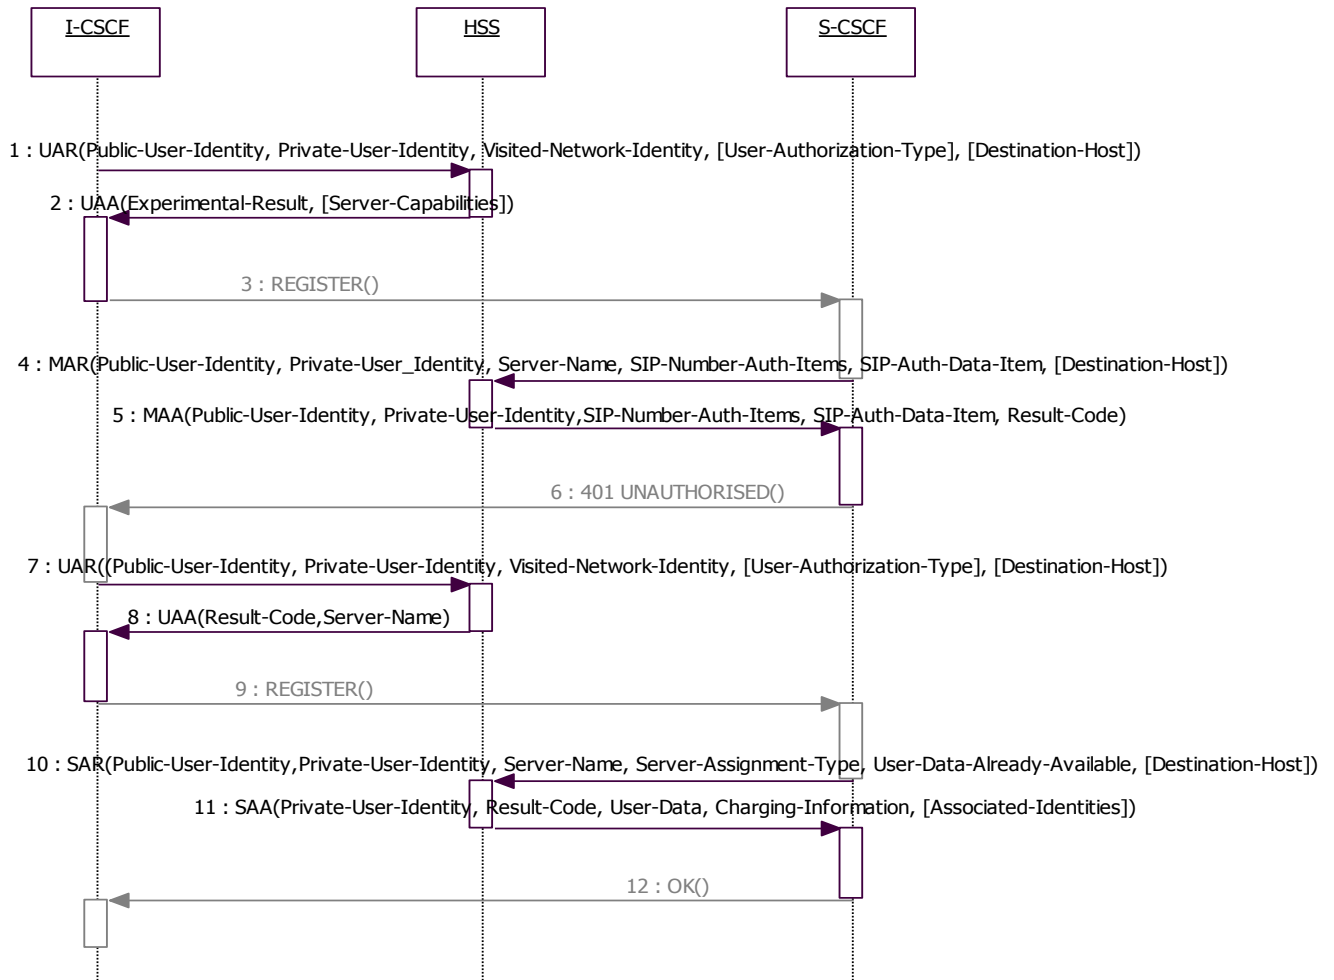 I-CSCF
HSS
S-CSCF
1 : UAR(Public-User-Identity, Private-User-Identity, Visited-Network-Identity, [User-Authorization-Type], [Destination-Host])
2 : UAA(Experimental-Result, [Server-Capabilities])
3 : REGISTER()
4 : MAR(Public-User-Identity, Private-User_Identity, Server-Name, SIP-Number-Auth-Items, SIP-Auth-Data-Item, [Destination-Host])
5 : MAA(Public-User-Identity, Private-User-Identity,SIP-Number-Auth-Items, SIP-Auth-Data-Item, Result-Code)
6 : 401 UNAUTHORISED()
7 : UAR((Public-User-Identity, Private-User-Identity, Visited-Network-Identity, [User-Authorization-Type], [Destination-Host])
8 : UAA(Result-Code,Server-Name)
9 : REGISTER()
10 : SAR(Public-User-Identity,Private-User-Identity, Server-Name, Server-Assignment-Type, User-Data-Already-Available, [Destination-Host])
11 : SAA(Private-User-Identity, Result-Code, User-Data, Charging-Information, [Associated-Identities])
12 : OK()